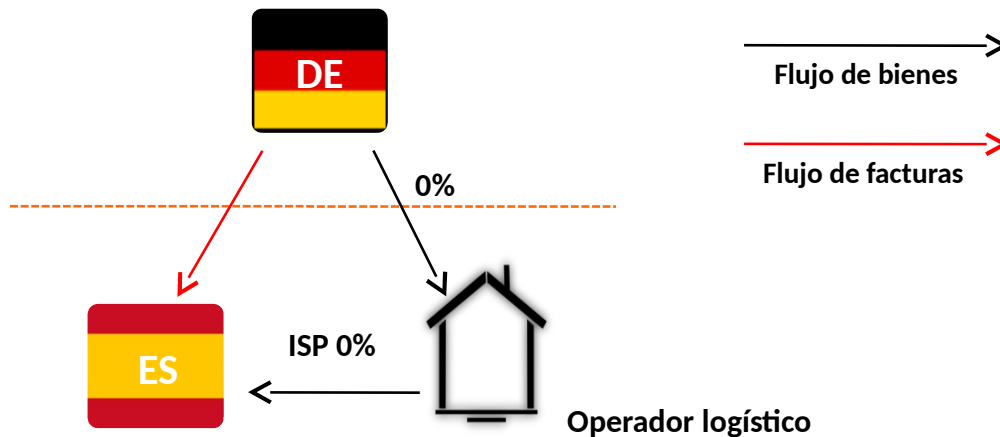 DE
Flujo de bienes
0%
Flujo de facturas
ISP 0%
ES
Operador logístico